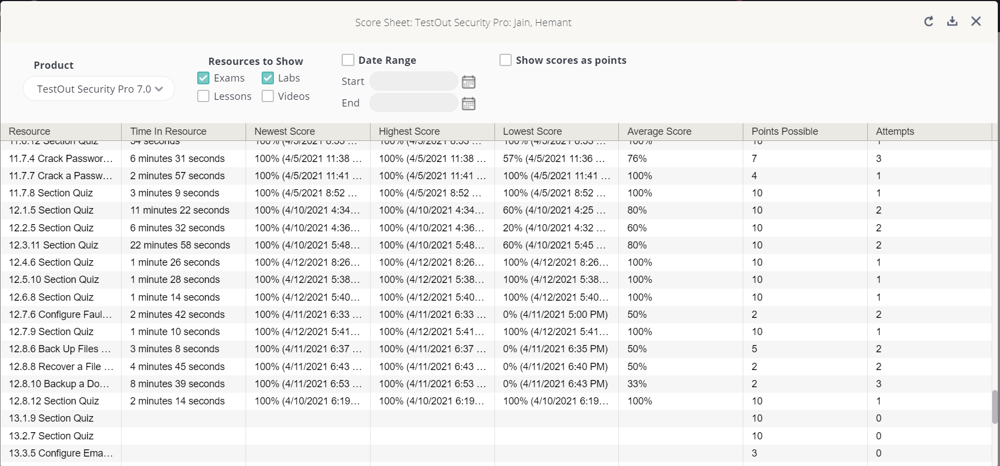 Score Sheet: TestOut Security Pro: Jain, Hemant
Product
TestOut Security Pro 7.0
Resources to Show
Exams Labs
Lessons Videos
Date Range
Start
End
Show scores as points
Resource Time In Resource Newest Score Highest Score Lowest Score Average Score Points Possible Attempts
11.6.12 Section Quiz 54 seconds 100% (4/5/2021 8:53 … 100% (4/5/2021 8:53 … 100% (4/5/2021 8:53 … 100% 10 1
11.7.4 Crack Passwor… 6 minutes 31 seconds 100% (4/5/2021 11:38 … 100% (4/5/2021 11:38 … 57% (4/5/2021 11:36 … 76% 7 3
11.7.7 Crack a Passw… 2 minutes 57 seconds 100% (4/5/2021 11:41 … 100% (4/5/2021 11:41 … 100% (4/5/2021 11:41 … 100% 4 1
11.7.8 Section Quiz 3 minutes 9 seconds 100% (4/5/2021 8:52 … 100% (4/5/2021 8:52 … 100% (4/5/2021 8:52 … 100% 10 1
12.1.5 Section Quiz 11 minutes 22 seconds 100% (4/10/2021 4:34… 100% (4/10/2021 4:34… 60% (4/10/2021 4:25 … 80% 10 2
12.2.5 Section Quiz 6 minutes 32 seconds 100% (4/10/2021 4:36… 100% (4/10/2021 4:36… 20% (4/10/2021 4:32 … 60% 10 2
12.3.11 Section Quiz 22 minutes 58 seconds 100% (4/10/2021 5:48… 100% (4/10/2021 5:48… 60% (4/10/2021 5:45 … 80% 10 2
12.4.6 Section Quiz 1 minute 26 seconds 100% (4/12/2021 8:26… 100% (4/12/2021 8:26… 100% (4/12/2021 8:26… 100% 10 1
12.5.10 Section Quiz 1 minute 28 seconds 100% (4/12/2021 5:38… 100% (4/12/2021 5:38… 100% (4/12/2021 5:38… 100% 10 1
12.6.8 Section Quiz 1 minute 14 seconds 100% (4/12/2021 5:40… 100% (4/12/2021 5:40… 100% (4/12/2021 5:40… 100% 10 1
12.7.6 Configure Faul… 2 minutes 42 seconds 100% (4/11/2021 6:33 … 100% (4/11/2021 6:33 … 0% (4/11/2021 5:00 PM) 50% 2 2
12.7.9 Section Quiz 1 minute 10 seconds 100% (4/12/2021 5:41… 100% (4/12/2021 5:41… 100% (4/12/2021 5:41… 100% 10 1
12.8.6 Back Up Files … 3 minutes 8 seconds 100% (4/11/2021 6:37 … 100% (4/11/2021 6:37 … 0% (4/11/2021 6:35 PM) 50% 5 2
12.8.8 Recover a File … 4 minutes 45 seconds 100% (4/11/2021 6:43 … 100% (4/11/2021 6:43 … 0% (4/11/2021 6:40 PM) 50% 2 2
12.8.10 Backup a Do… 8 minutes 39 seconds 100% (4/11/2021 6:53 … 100% (4/11/2021 6:53 … 0% (4/11/2021 6:43 PM) 33% 2 3
12.8.12 Section Quiz 2 minutes 14 seconds 100% (4/10/2021 6:19… 100% (4/10/2021 6:19… 100% (4/10/2021 6:19… 100% 10 1
13.1.9 Section Quiz 10 0
13.2.7 Section Quiz 10 0
13.3.5 Configure Ema… 3 0